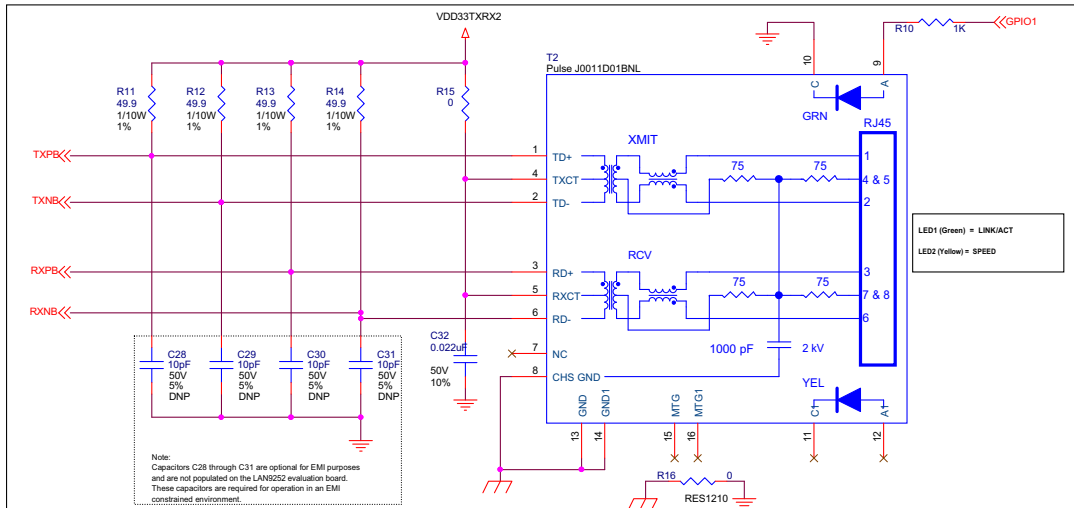 VDD33TXRX2
R10
1K
GPIO1
10
9
T2
Pulse J0011D01BNL
C
A
GRN
R11
49.9
1/10W
1%
R12
49.9
1/10W
1%
R13
49.9
1/10W
1%
R14
49.9
1/10W
1%
R15
0
XMIT
RJ45
TXPB
1
TD+
75
75
1
4
TXCT
4 & 5
TXNB
2
TD-
2
LED1 (Green) = LINK/ACT
LED2 (Yellow) = SPEED
RCV
RXPB
3
RD+
75
75
3
5
RXCT
7 & 8
RXNB
6
RD-
6
C28
10pF
50V
5%
DNP
C29
10pF
50V
5%
DNP
C30
10pF
50V
5%
DNP
C31
10pF
50V
5%
DNP
C32
0.022uF
50V
10%
7
NC
1000 pF
2 kV
8
CHS GND
YEL
GND
GND1
MTG
MTG1
C1
A1
13
14
15
16
11
12
Note:
Capacitors C28 through C31 are optional for EMI purposes
and are not populated on the LAN9252 evaluation board.
These capacitors are required for operation in an EMI
constrained environment.
R16
0
RES1210